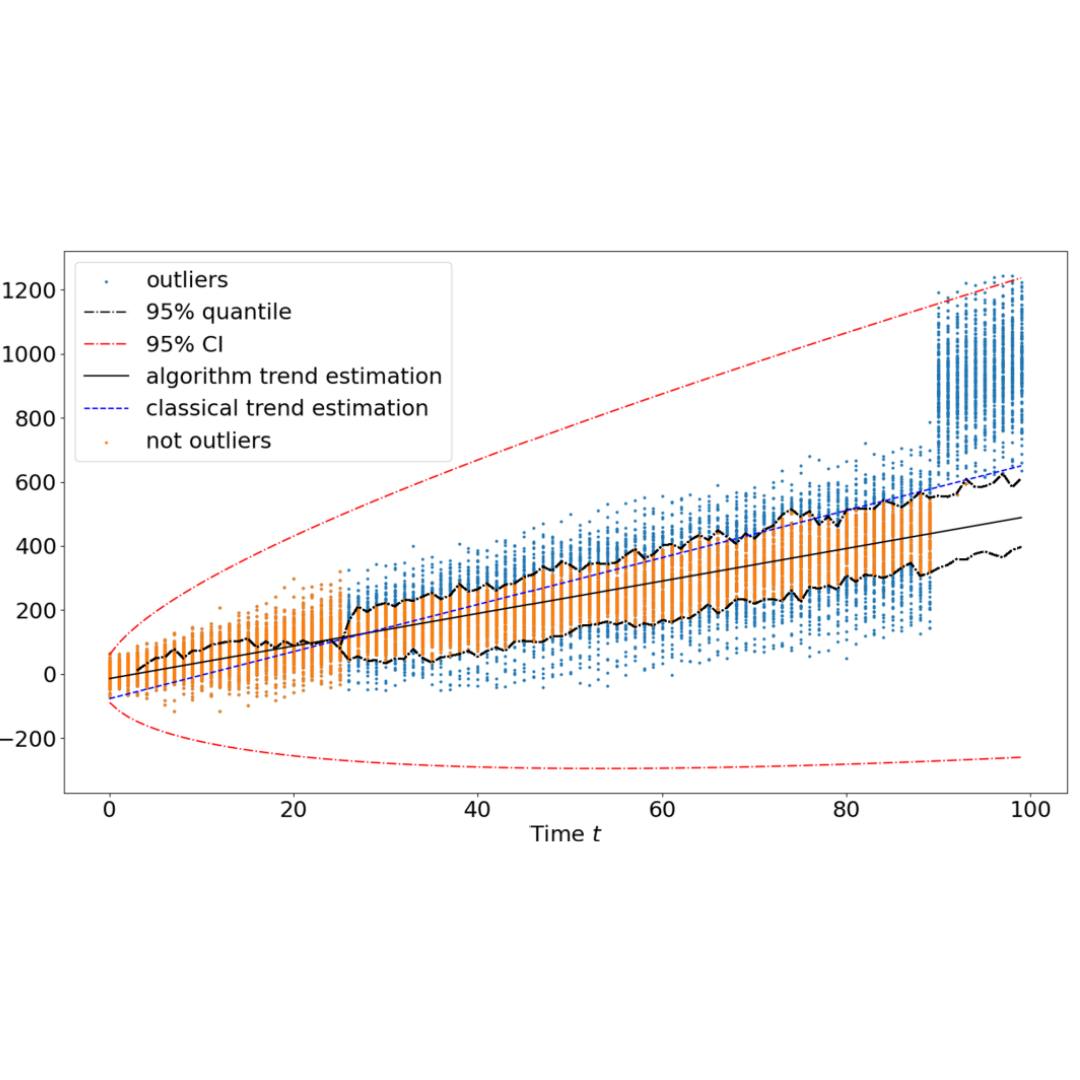 outliers
95% quantile
95% CI
algorithm trend estimation
classical trend estimation
not outliers
1200
1000
800
600
400
200
0
−200
0 20 40 60 80 100
Time t